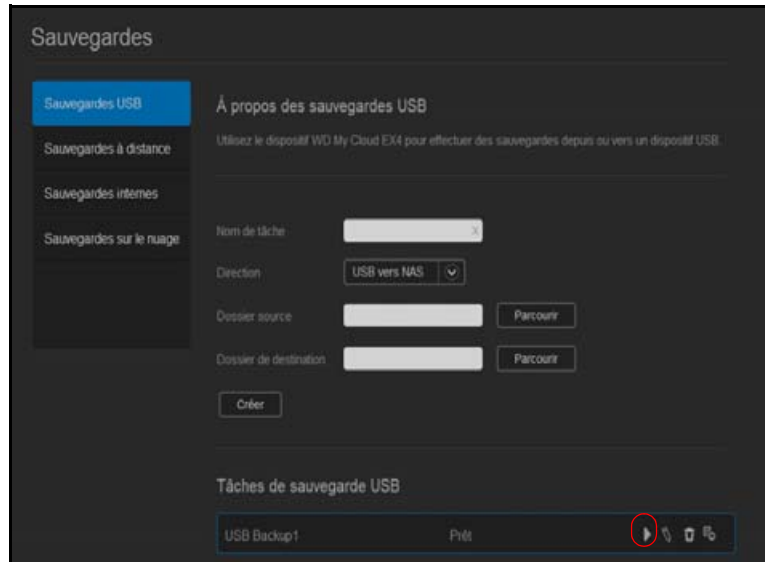 Sauvegardes
Sauvegardes USB
Sauvegardes à distance
Sauvegardes internes
Sauvegardes sur le nuage
À propos des sauvegardes USB
Utilisez le dispositif WD My Cloud EX4 pour effectuer des sauvegardes depuis ou vers un dispositif USB.
Nom de tâche
X
Direction
USB vers NAS
Dossier source
Parcourir
Dossier de destination
Parcourir
Créer
Tâches de sauvegarde USB
USB Backup1 Prêt